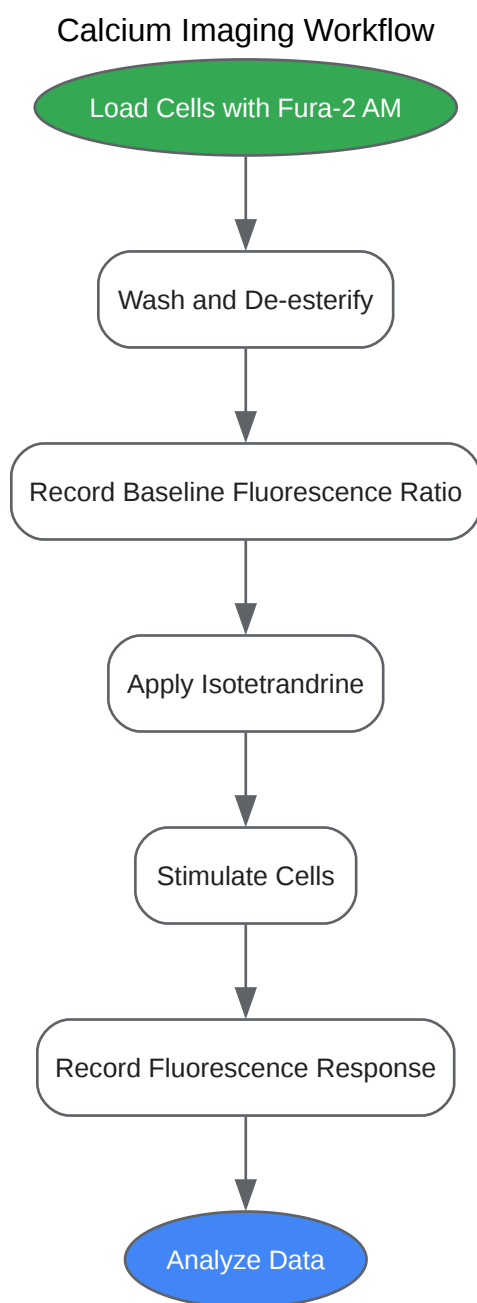 Calcium Imaging Workflow
Load Cells with Fura-2 AM
Wash and De-esterify
Record Baseline Fluorescence Ratio
Apply Isotetrandrine
Stimulate Cells
Record Fluorescence Response
Analyze Data